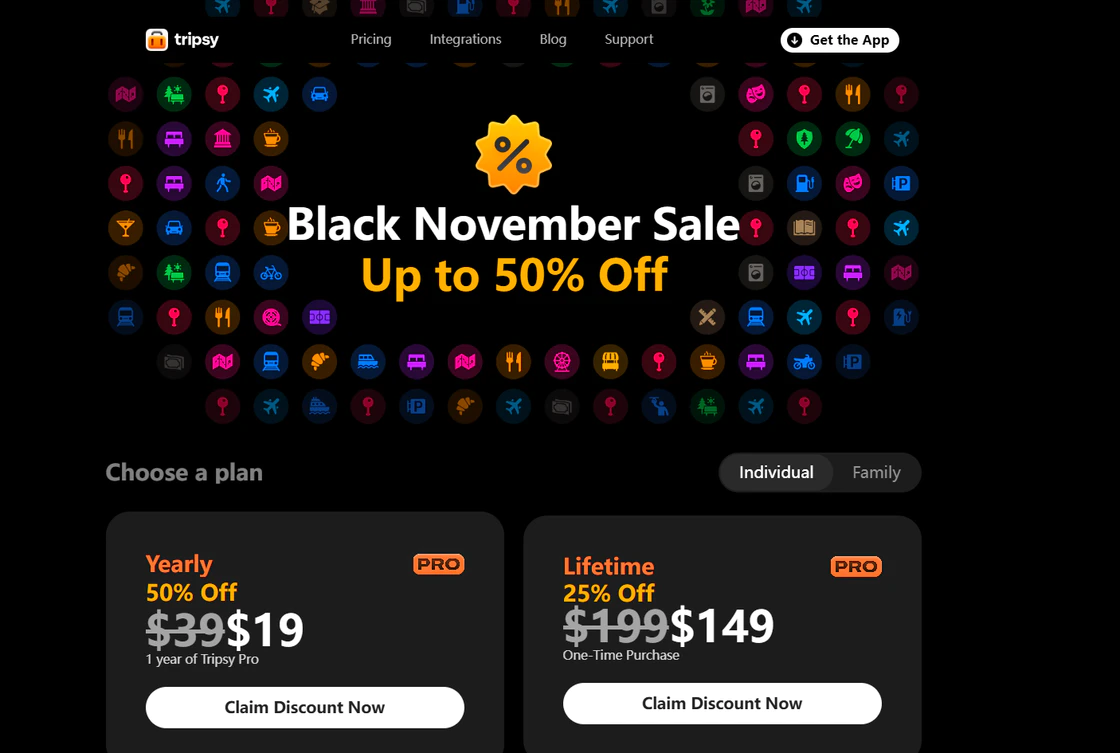 tripsy
Pricing Integrations Blog Support
Get the App
Black November Sale
Up to 50% Off
Choose a plan
Individual Family
Yearly
PRO
50% Off
$39 $19
1 year of Tripsy Pro
Claim Discount Now
Lifetime
PRO
25% Off
$199 $149
One-Time Purchase
Claim Discount Now